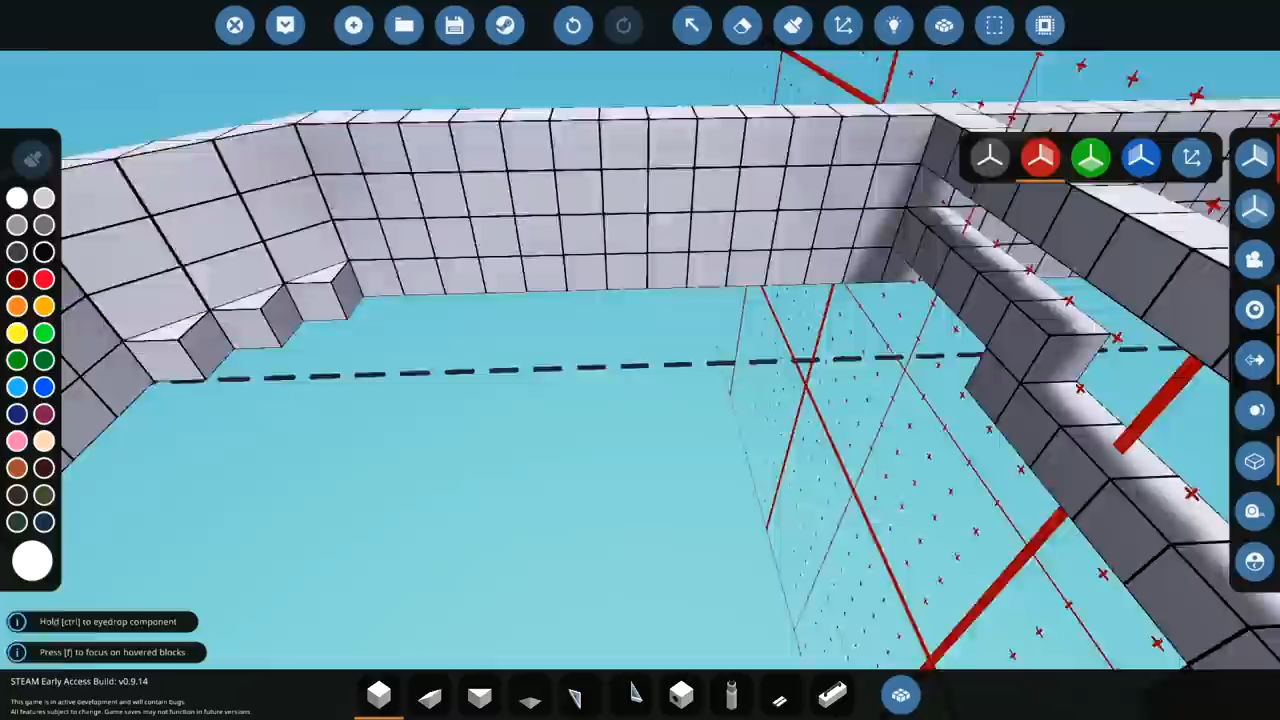 Hold [ctrl] to eyedrop component
Press [f] to focus on hovered blocks
STEAM Early Access Build: v0.9.14
This game is in active development and will contain bugs.
All features subject to change. Game saves may not function in future versions.